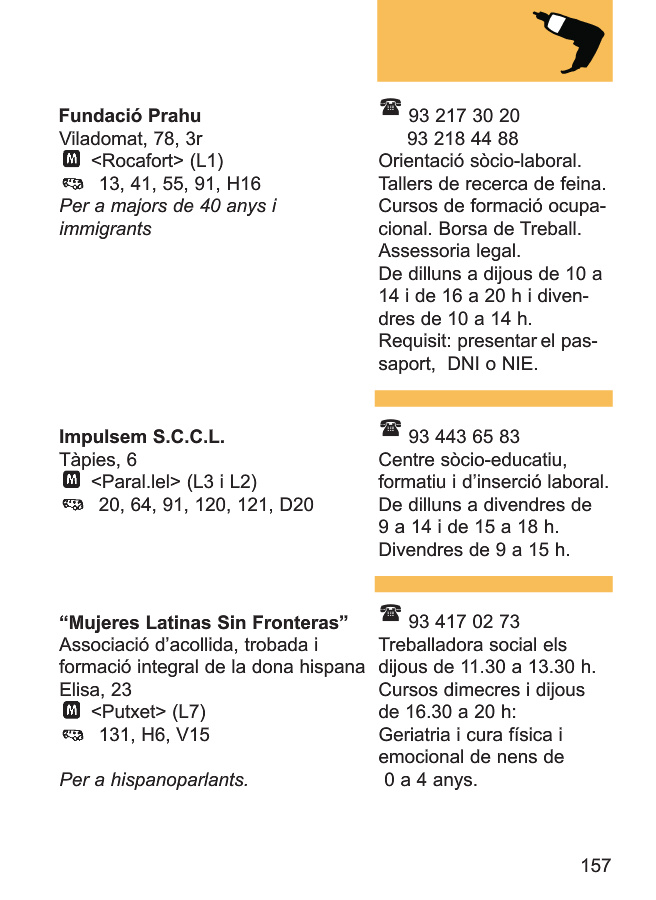 Fundació Prahu
Viladomat, 78, 3r
M <Rocafort> (L1)
13, 41, 55, 91, H16
Per a majors de 40 anys i
immigrants
☎ 93 217 30 20
93 218 44 88
Orientació sòcio-laboral.
Tallers de recerca de feina.
Cursos de formació ocupa-
cional. Borsa de Treball.
Assessoria legal.
De dilluns a dijous de 10 a
14 i de 16 a 20 h i diven-
dres de 10 a 14 h.
Requisit: presentar el pas-
saport, DNI o NIE.
Impulsem S.C.C.L.
Tàpies, 6
M <Paral.lel> (L3 i L2)
20, 64, 91, 120, 121, D20
☎ 93 443 65 83
Centre sòcio-educatiu,
formatiu i d’inserció laboral.
De dilluns a divendres de
9 a 14 i de 15 a 18 h.
Divendres de 9 a 15 h.
“Mujeres Latinas Sin Fronteras”
Associació d’acollida, trobada i
formació integral de la dona hispana
Elisa, 23
M <Putxet> (L7)
131, H6, V15
Per a hispanoparlants.
☎ 93 417 02 73
Treballadora social els
dijous de 11.30 a 13.30 h.
Cursos dimecres i dijous
de 16.30 a 20 h:
Geriatria i cura física i
emocional de nens de
0 a 4 anys.
157